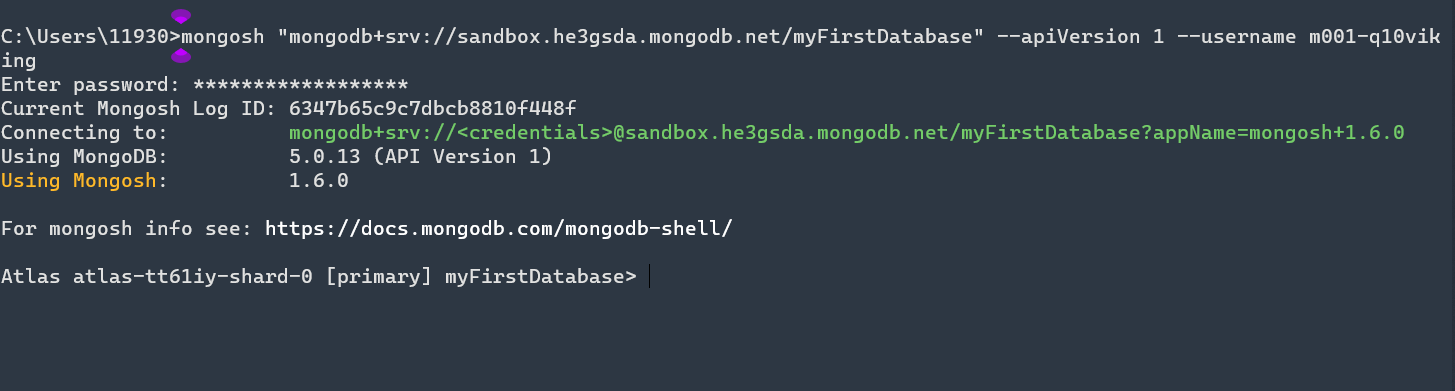 C:\Users\11930>mongosh "mongodb+srv://sandbox.he3gsda.mongodb.net/myFirstDatabase" --apiVersion 1 --username m001-q10vik
ing
Enter password: ******************
Current Mongosh Log ID: 6347b65c9c7dbcb8810f448f
Connecting to:          mongodb+srv://<credentials>@sandbox.he3gsda.mongodb.net/myFirstDatabase?appName=mongosh+1.6.0
Using MongoDB:          5.0.13 (API Version 1)
Using Mongosh:          1.6.0
For mongosh info see: https://docs.mongodb.com/mongodb-shell/
Atlas atlas-tt61iy-shard-0 [primary] myFirstDatabase>